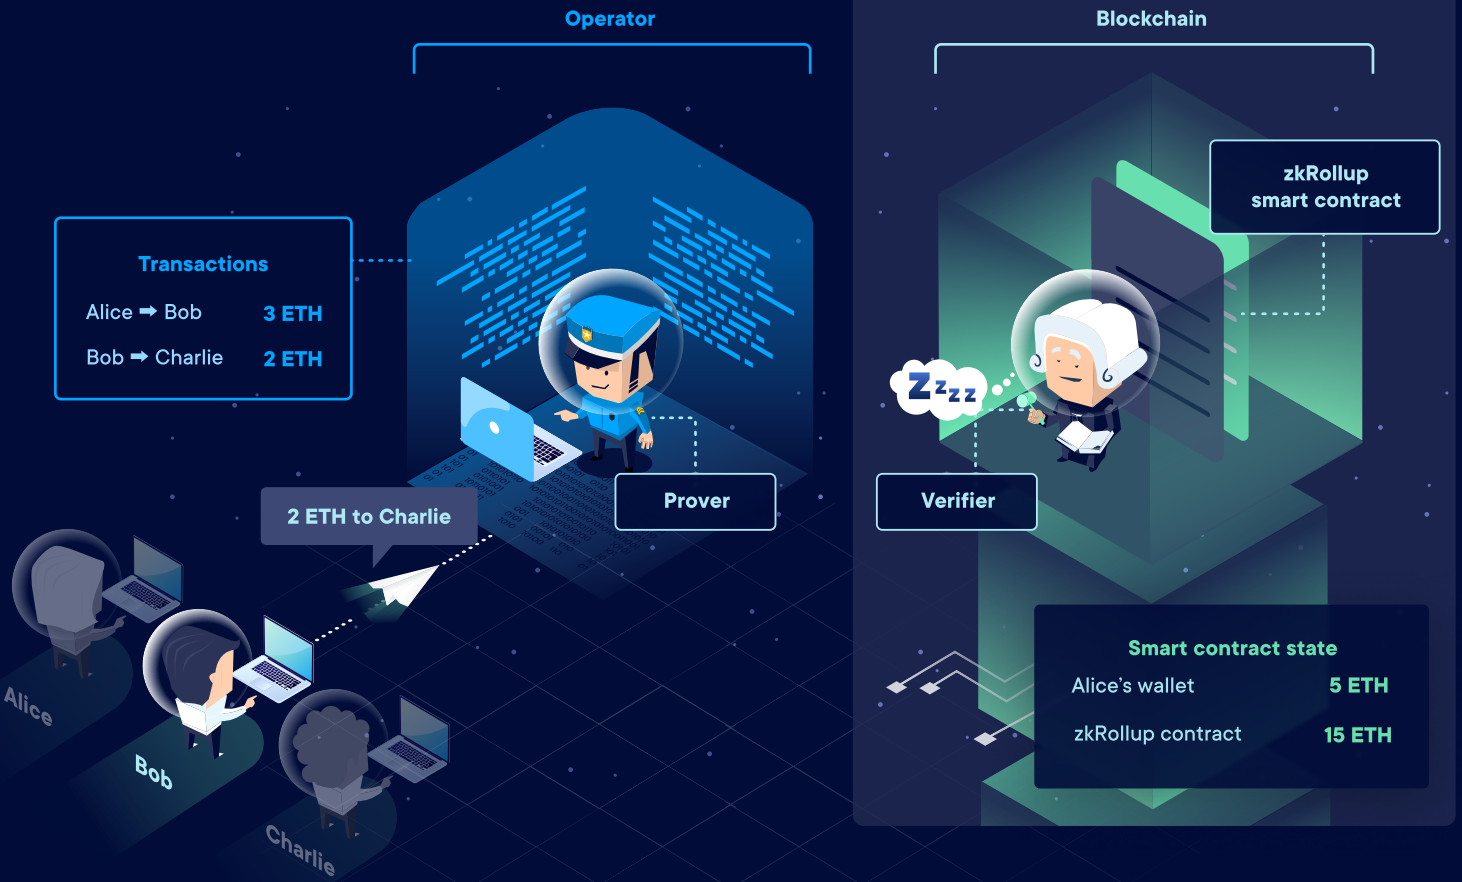 Operator
Blockchain
zkRollup
smart contract
Transactions
Alice ➡ Bob 3 ETH
Bob ➡ Charlie 2 ETH
Zzzz
Prover
Verifier
2 ETH to Charlie
Alice
Bob
Charlie
Smart contract state
Alice’s wallet 5 ETH
zkRollup contract 15 ETH